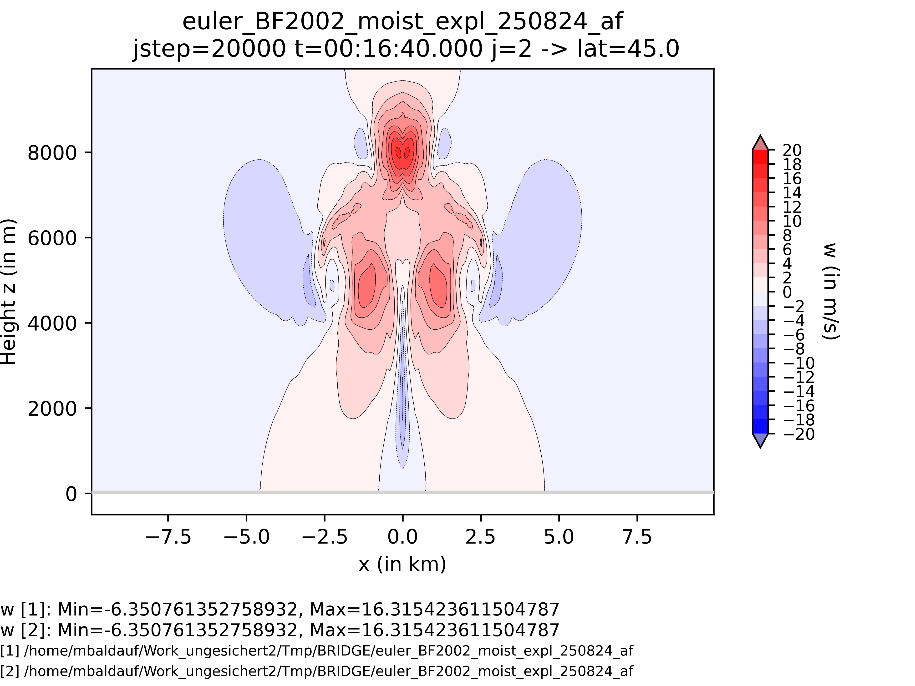 euler_BF2002_moist_expl_250824_af
jstep=20000 t=00:16:40.000 j=2 -> lat=45.0
Height z (in m)
8000
6000
4000
2000
0
−7.5 −5.0 −2.5 0.0 2.5 5.0 7.5
x (in km)
20
18
16
14
12
10
8
6
4
2
0
−2
−4
−6
−8
−10
−12
−14
−16
−18
−20
w (in m/s)
w [1]: Min=-6.350761352758932, Max=16.315423611504787
w [2]: Min=-6.350761352758932, Max=16.315423611504787
[1] /home/mbaldauf/Work_ungesichert2/Tmp/BRIDGE/euler_BF2002_moist_expl_250824_af
[2] /home/mbaldauf/Work_ungesichert2/Tmp/BRIDGE/euler_BF2002_moist_expl_250824_af